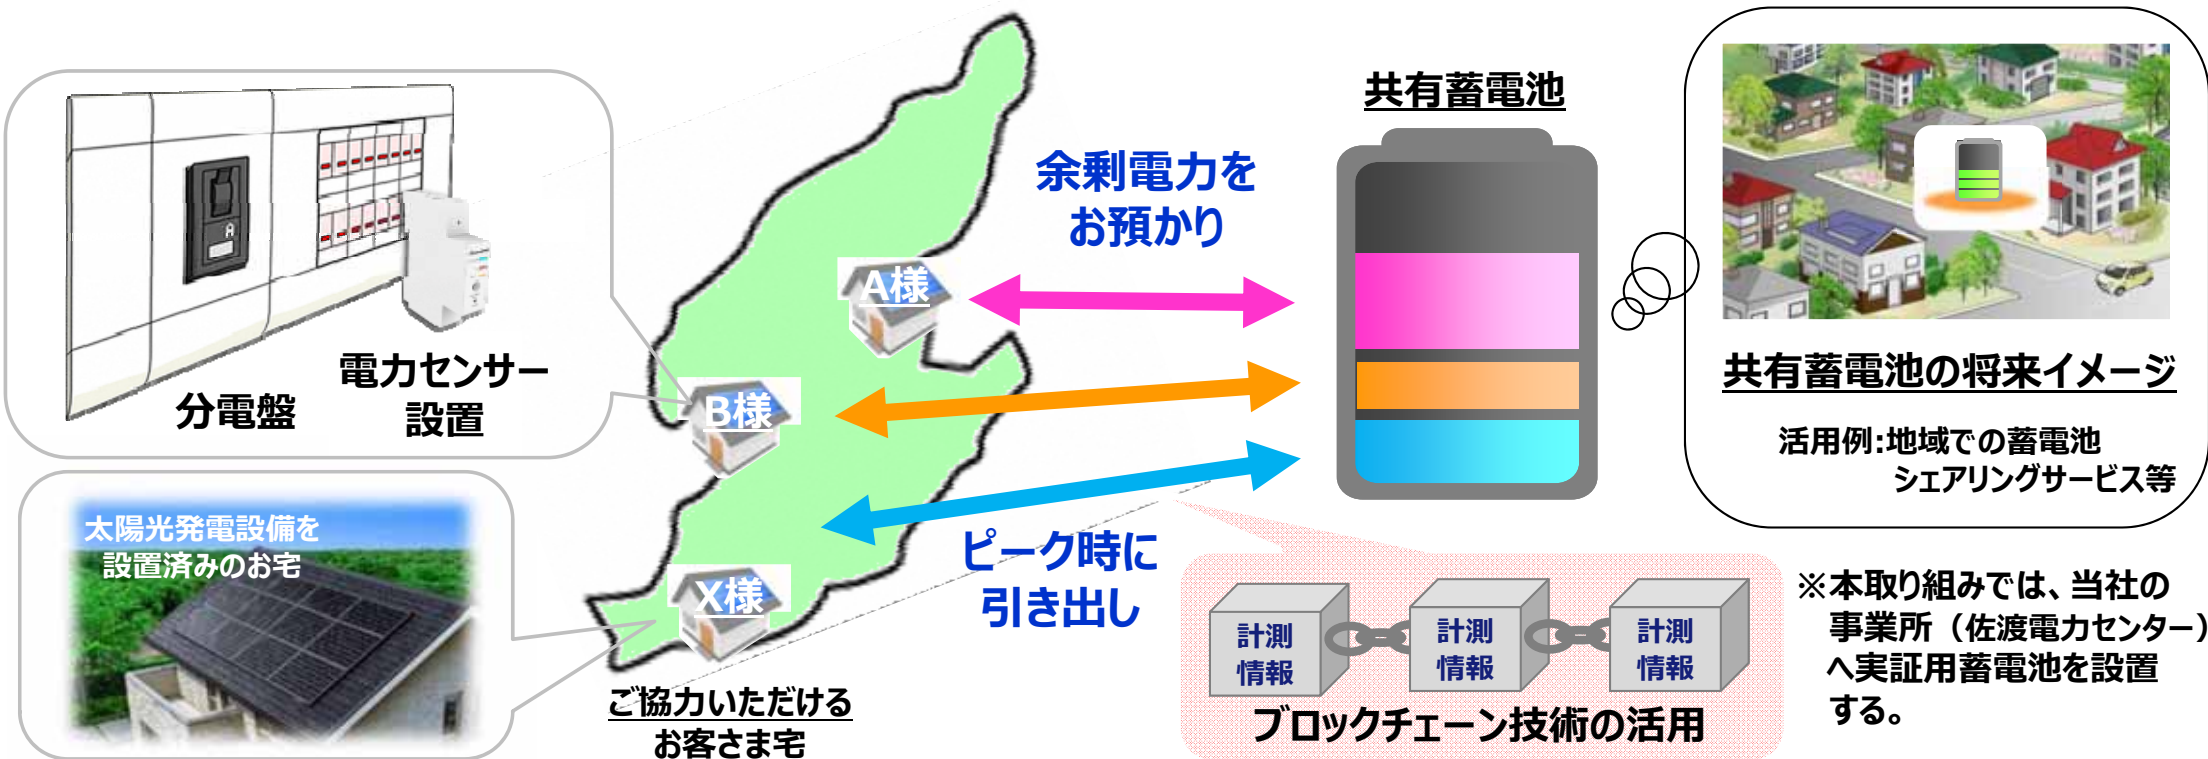 分電盤
電力センサー
設置
太陽光発電設備を
設置済みのお宅
A様
B様
X様
ご協力いただける
お客さま宅
余剰電力を
お預かり
ピーク時に
引き出し
共有蓄電池
計測
情報
計測
情報
計測
情報
ブロックチェーン技術の活用
共有蓄電池の将来イメージ
活用例:地域での蓄電池
シェアリングサービス等
※本取り組みでは、当社の
事業所（佐渡電力センター）
へ実証用蓄電池を設置
する。